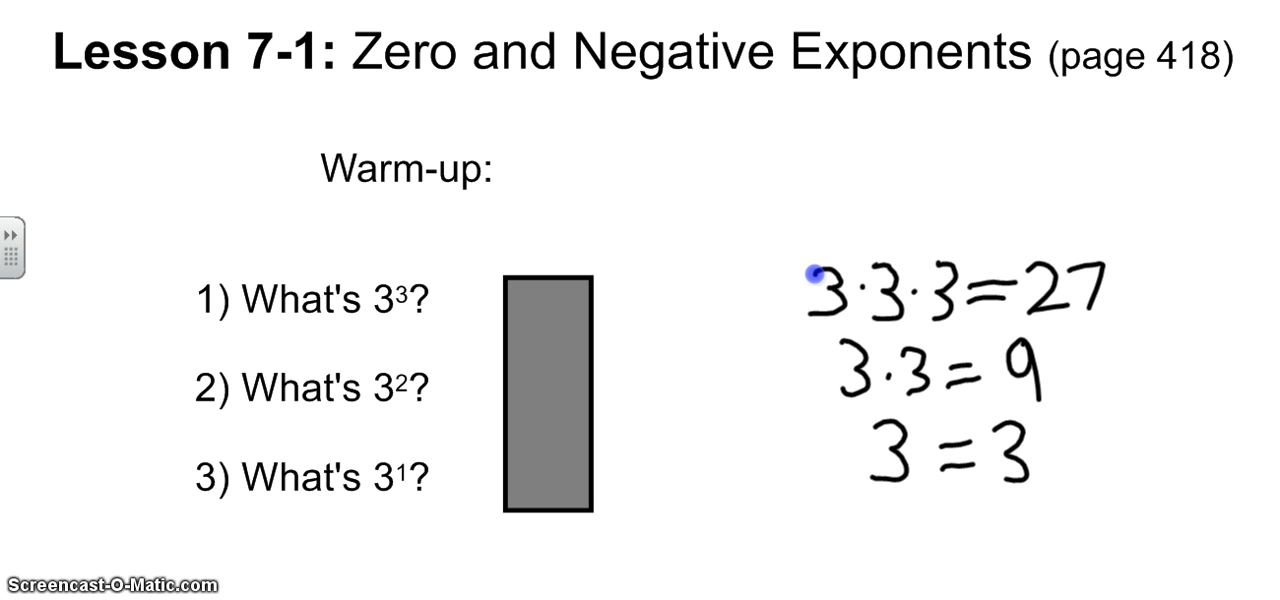 Lesson 7-1: Zero and Negative Exponents (page 418)
Warm-up:
1) What's 3³?
2) What's 3²?
3) What's 3¹?
3·3·3=27
3·3=9
3=3
Screencast-O-Matic.com